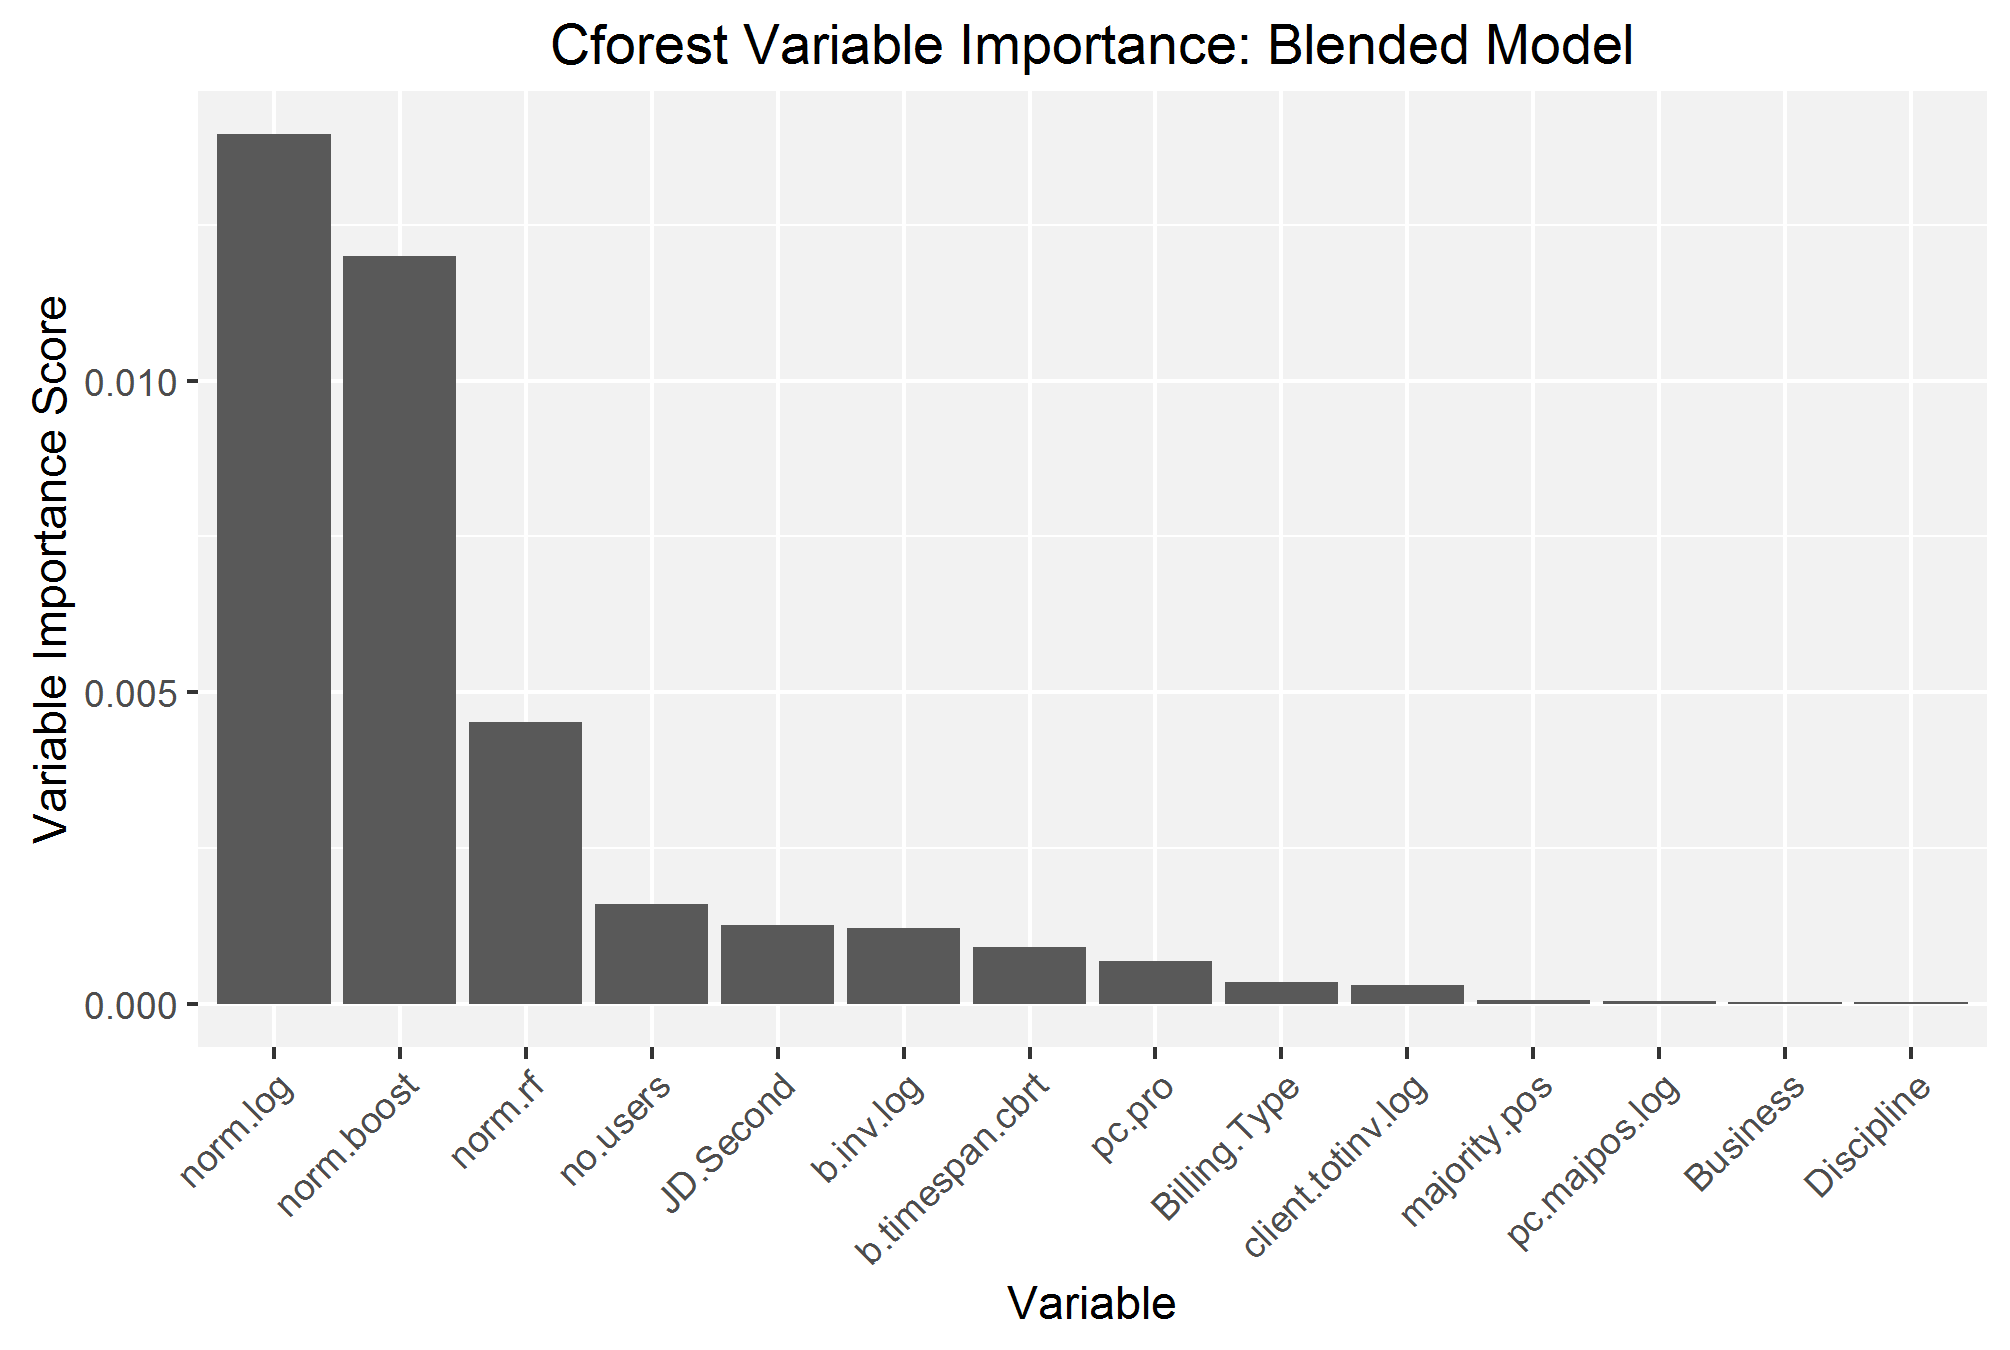 Cforest Variable Importance: Blended Model
Variable Importance Score
0.010
0.005
0.000
norm.log
norm.boost
norm.rf
no.users
JD.Second
b.inv.log
b.timespan.cbrt
pc.pro
Billing.Type
client.totinv.log
majority.pos
pc.majpos.log
Business
Discipline
Variable